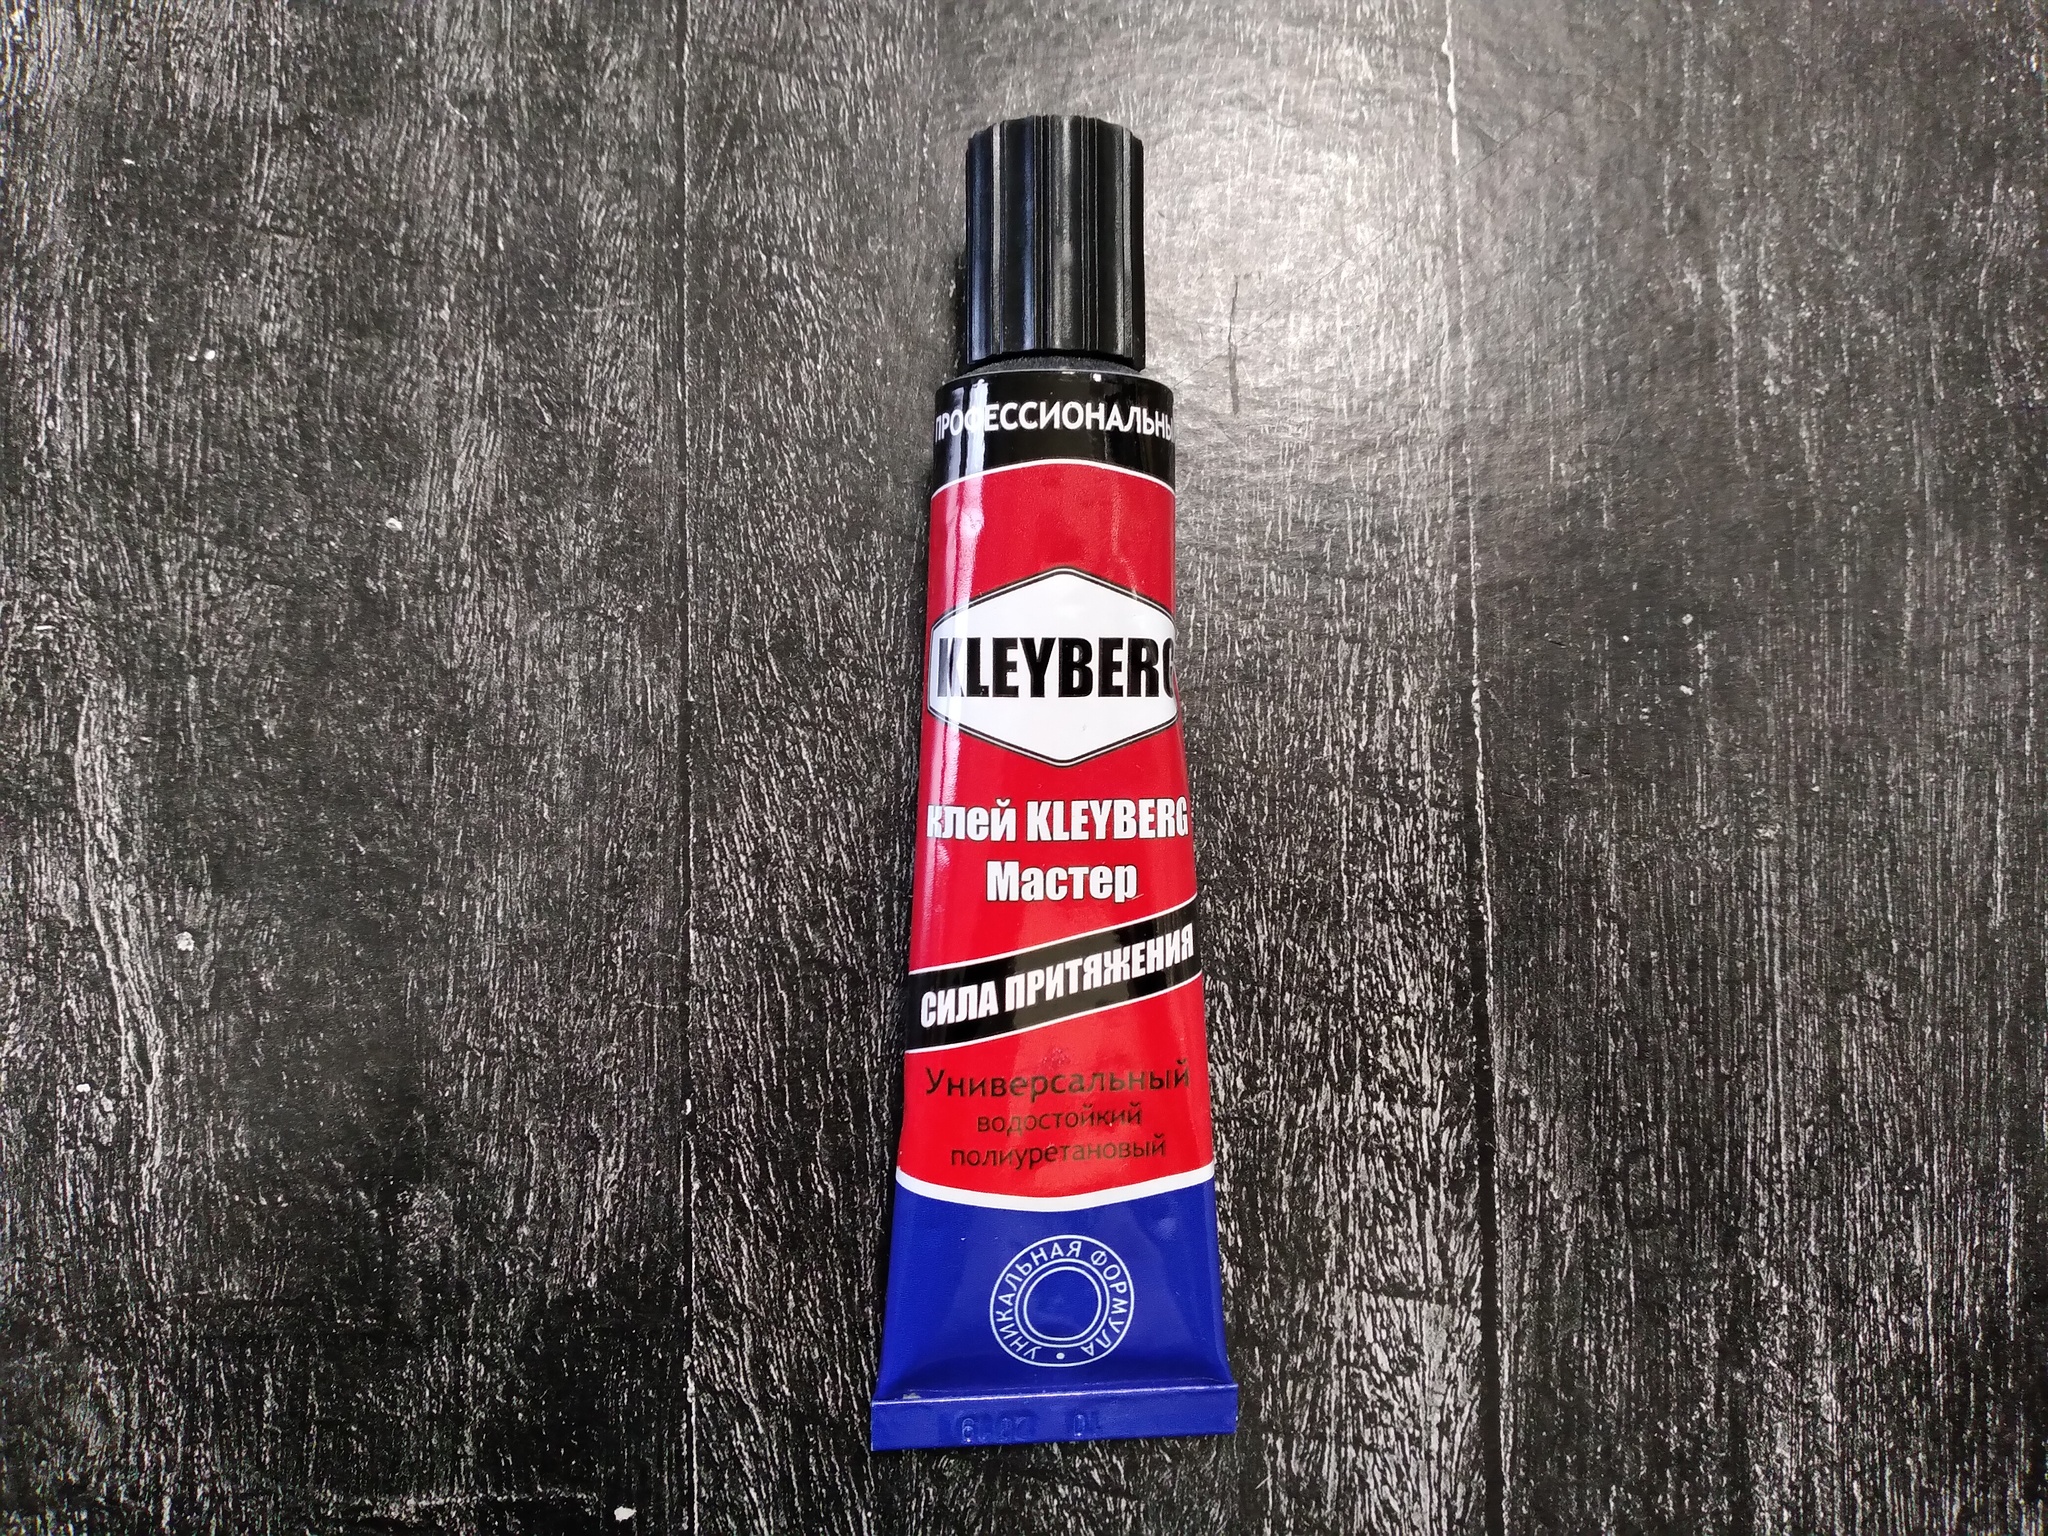 ПРОФЕССИОНАЛЬНЫ
KLEYBERG
клей KLEYBERG
Мастер
СИЛА ПРИТЯЖЕНИЯ
Универсальный
водостойкий
полиуретановый
УНИКАЛЬНАЯ ФОРМУЛА •